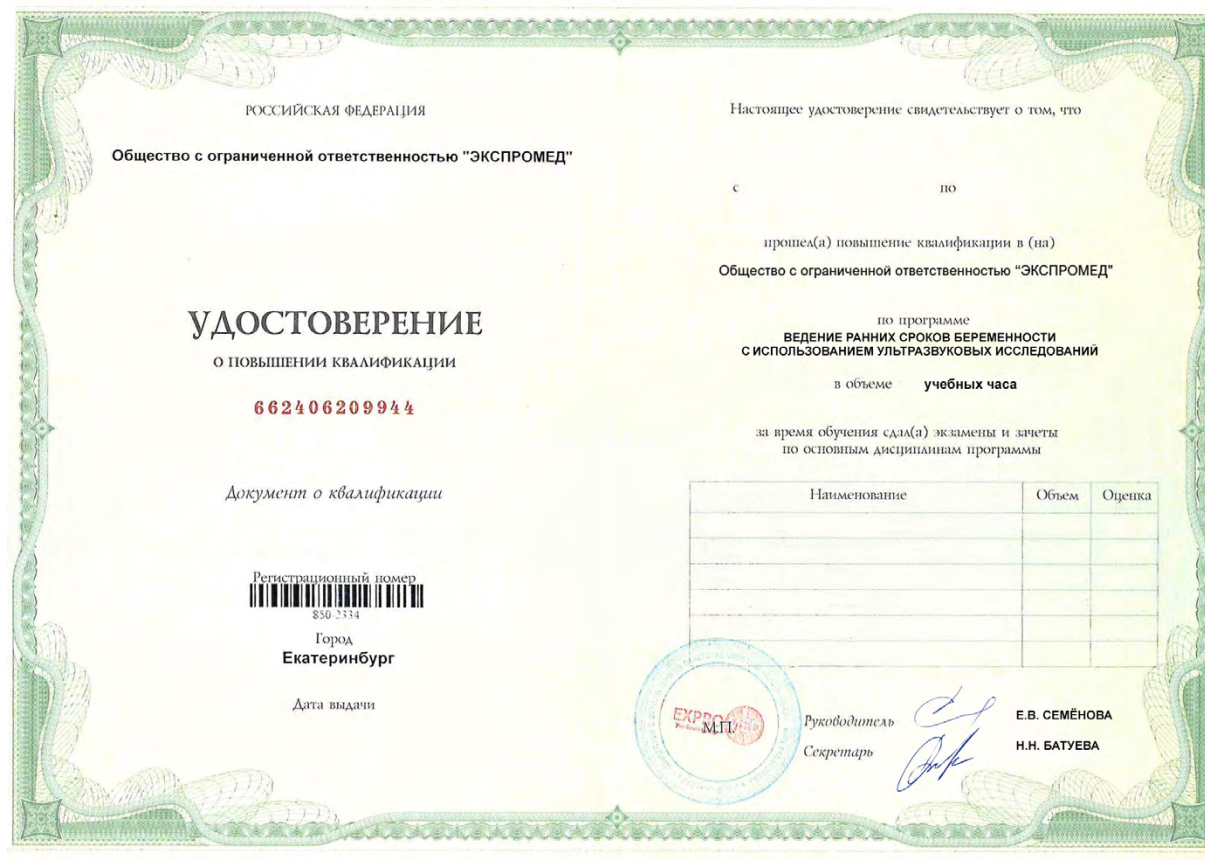 РОССИЙСКАЯ ФЕДЕРАЦИЯ
Общество с ограниченной ответственностью "ЭКСПРОМЕД"
УДОСТОВЕРЕНИЕ
О ПОВЫШЕНИИ КВАЛИФИКАЦИИ
662406209944
Документ о квалификации
Регистрационный номер
850-2334
Город
Екатеринбург
Дата выдачи
Настоящее удостоверение свидетельствует о том, что
с по
прошел(а) повышение квалификации в (на)
Общество с ограниченной ответственностью "ЭКСПРОМЕД"
по программе
ВЕДЕНИЕ РАННИХ СРОКОВ БЕРЕМЕННОСТИ
С ИСПОЛЬЗОВАНИЕМ УЛЬТРАЗВУКОВЫХ ИССЛЕДОВАНИЙ
в объеме учебных часа
за время обучения сдал(а) экзамены и зачеты
по основным дисциплинам программы
Наименование Объем Оценка
М.П.
Руководитель Е.В. СЕМЁНОВА
Секретарь Н.Н. БАТУЕВА